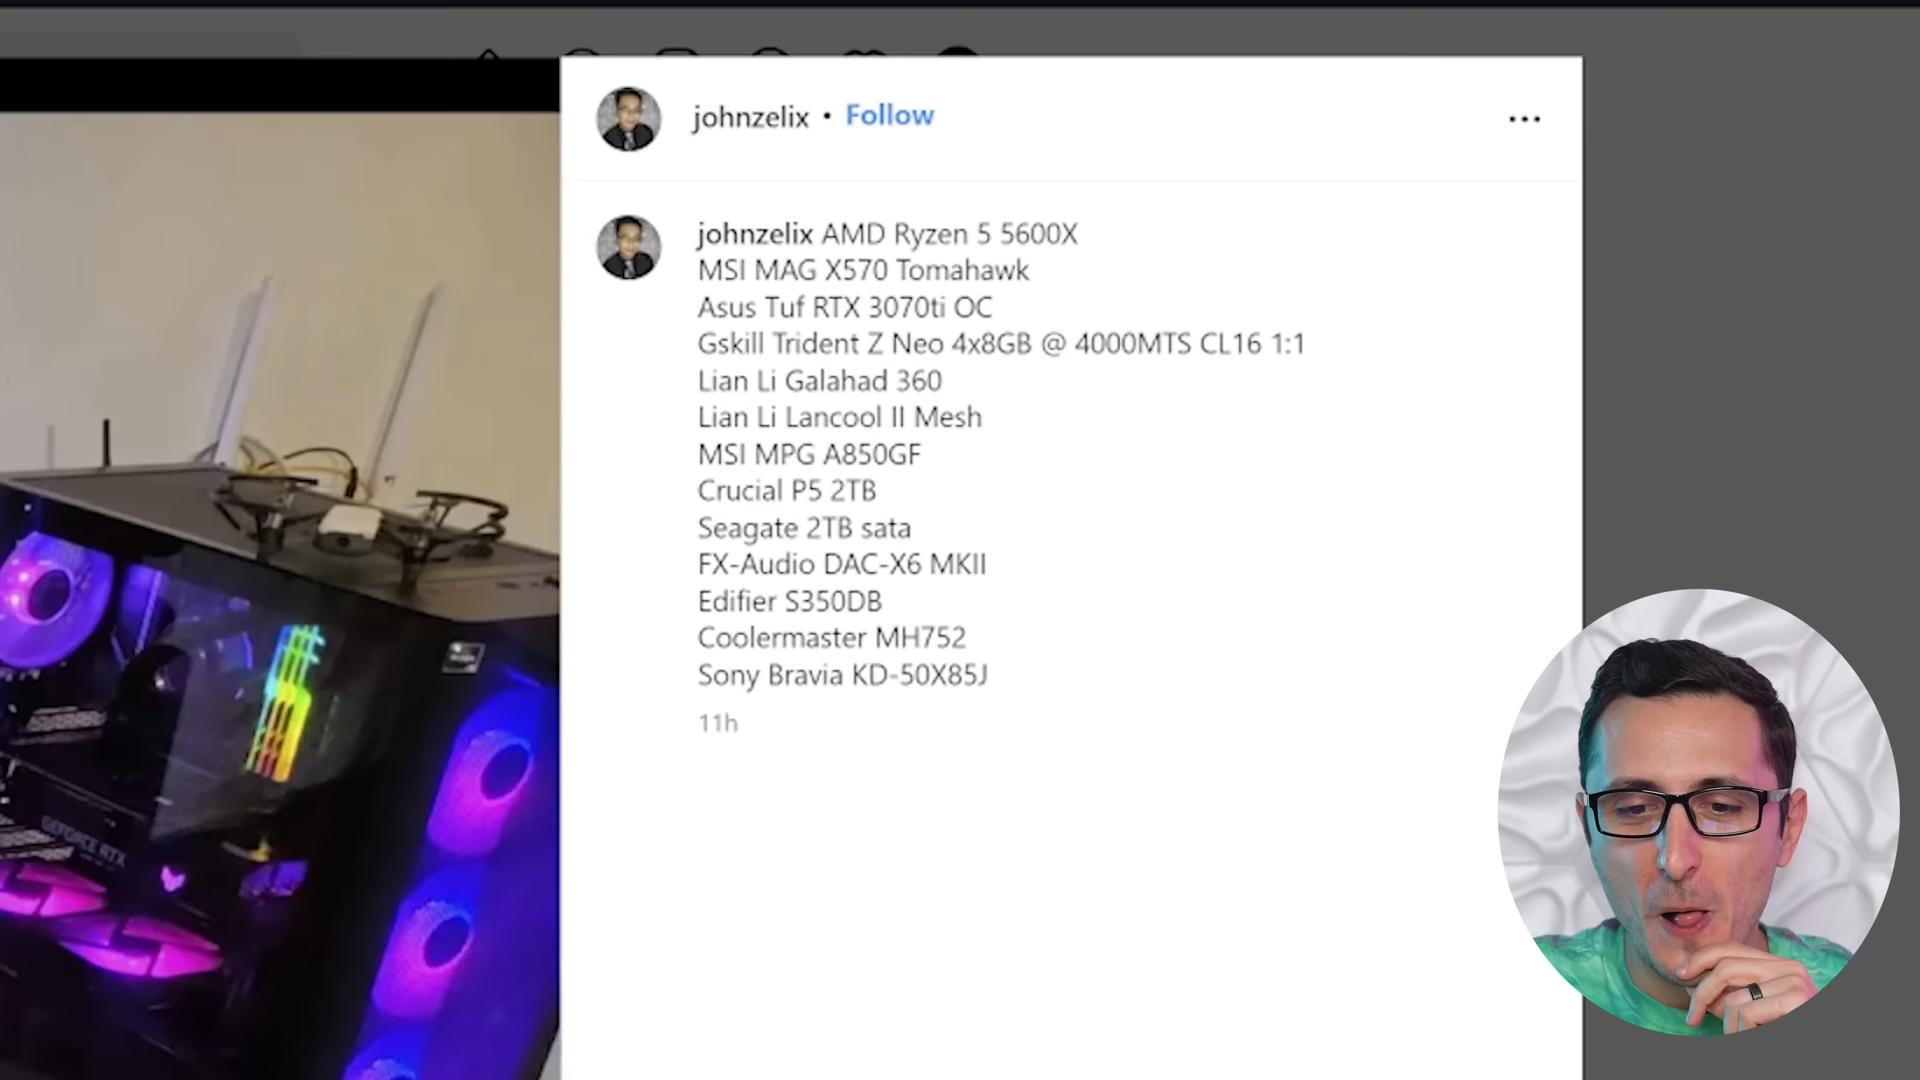 johnzelix • Follow
johnzelix AMD Ryzen 5 5600X
MSI MAG X570 Tomahawk
Asus Tuf RTX 3070ti OC
Gskill Trident Z Neo 4x8GB @ 4000MTS CL16 1:1
Lian Li Galahad 360
Lian Li Lancool II Mesh
MSI MPG A850GF
Crucial P5 2TB
Seagate 2TB sata
FX-Audio DAC-X6 MKII
Edifier S350DB
Coolermaster MH752
Sony Bravia KD-50X85J
11h
GEFORCE RTX